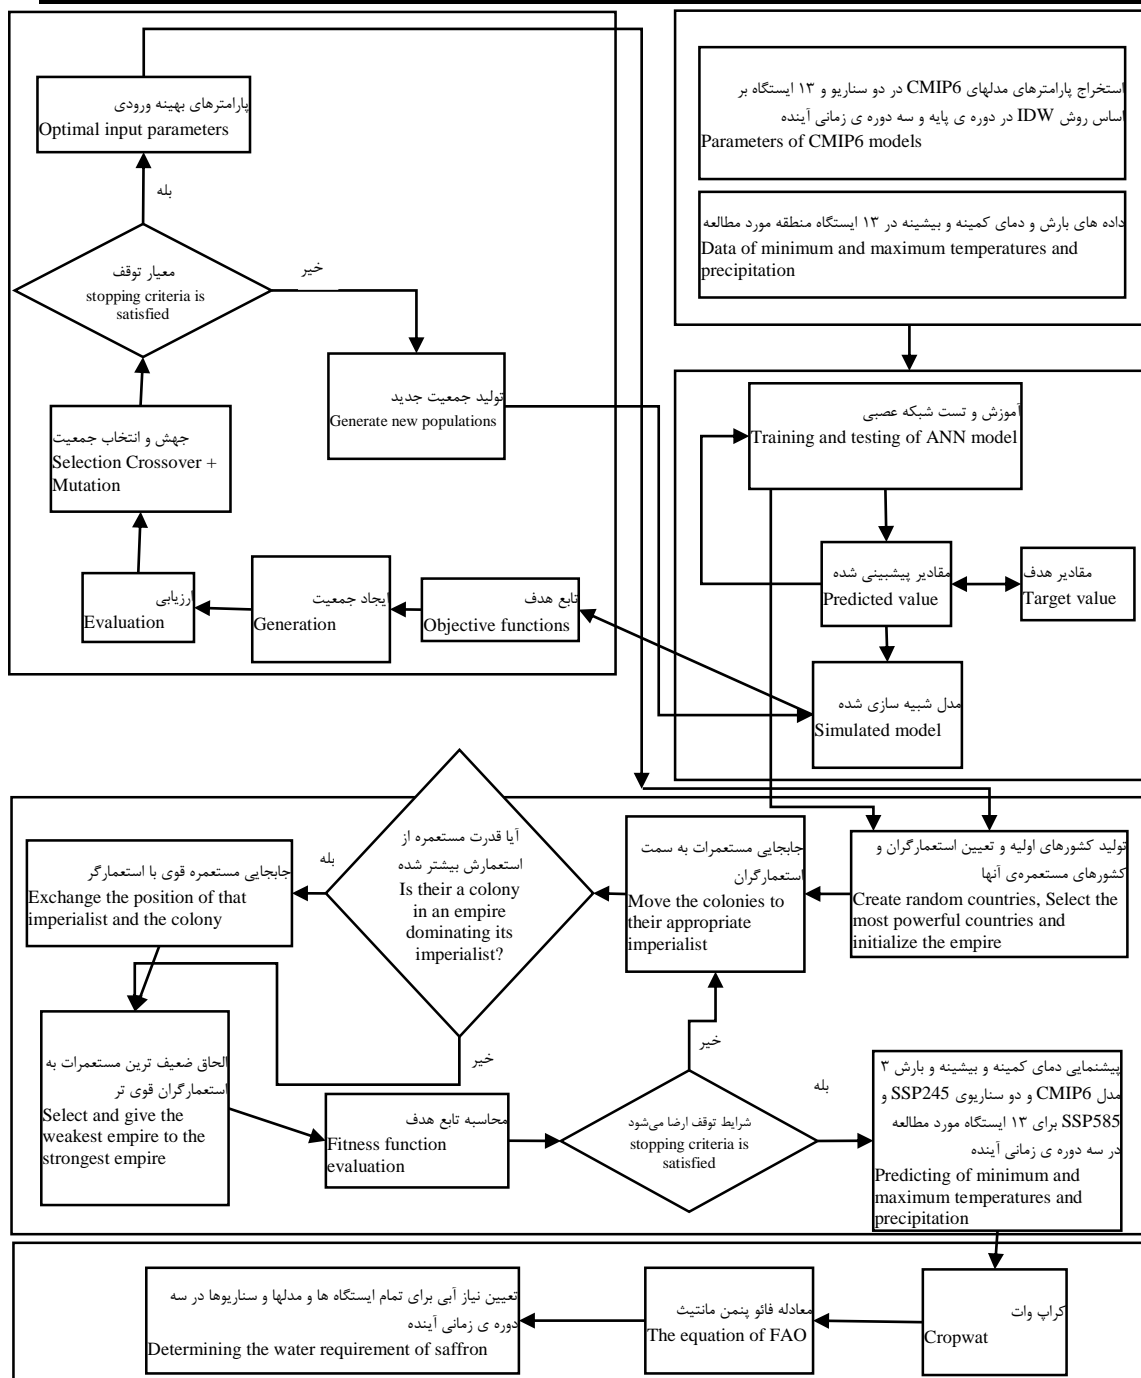 پارامترهای بهینه ورودی
Optimal input parameters
بله
معیار توقف
stopping criteria is
satisfied
خیر
تولید جمعیت جدید
Generate new populations
جهش و انتخاب جمعیت
Selection Crossover +
Mutation
ارزیابی
Evaluation
ایجاد جمعیت
Generation
تابع هدف
Objective functions
استخراج پارامترهای مدلهای CMIP6 در دو سناریو و ۱۳ ایستگاه بر
اساس روش IDW در دوره ی پایه و سه دوره ی زمانی آینده
Parameters of CMIP6 models
داده های بارش و دمای کمینه و بیشینه در ۱۳ ایستگاه منطقه مورد مطالعه
Data of minimum and maximum temperatures and
precipitation
آموزش و تست شبکه عصبی
Training and testing of ANN model
مقادیر پیشبینی شده
Predicted value
مقادیر هدف
Target value
مدل شبیه سازی شده
Simulated model
تولید کشورهای اولیه و تعیین استعمارگران و
کشورهای مستعمره‌ی آنها
Create random countries, Select the
most powerful countries and
initialize the empire
جابجایی مستعمرات به سمت
استعمارگران
Move the colonies to
their appropriate
imperialist
آیا قدرت مستعمره از
استعمارش بیشتر شده
Is their a colony
in an empire
dominating its
imperialist?
بله
جابجایی مستعمره قوی با استعمارگر
Exchange the position of that
imperialist and the colony
خیر
الحاق ضعیف ترین مستعمرات به
استعمارگران قوی تر
Select and give the
weakest empire to the
strongest empire
محاسبه تابع هدف
Fitness function
evaluation
شرایط توقف ارضا می‌شود
stopping criteria is
satisfied
خیر
بله
پیشنمایی دمای کمینه و بیشینه و بارش ۳
مدل CMIP6 و دو سناریوی SSP245 و
SSP585 برای ۱۳ ایستگاه مورد مطالعه
در سه دوره ی زمانی آینده
Predicting of minimum and
maximum temperatures and
precipitation
کراپ وات
Cropwat
معادله فائو پنمن مانتیث
The equation of FAO
تعیین نیاز آبی برای تمام ایستگاه ها و مدلها و سناریوها در سه
دوره ی زمانی آینده
Determining the water requirement of saffron